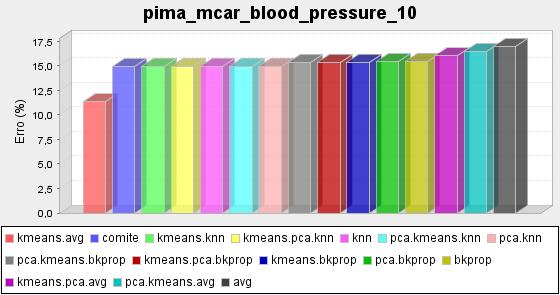 pima_mcar_blood_pressure_10
17,5
15,0
12,5
10,0
7,5
5,0
2,5
0,0
Erro (%)
kmeans.avg comite kmeans.knn kmeans.pca.knn knn pca.kmeans.knn pca.knn
pca.kmeans.bkprop kmeans.pca.bkprop kmeans.bkprop pca.bkprop bkprop
kmeans.pca.avg pca.kmeans.avg avg